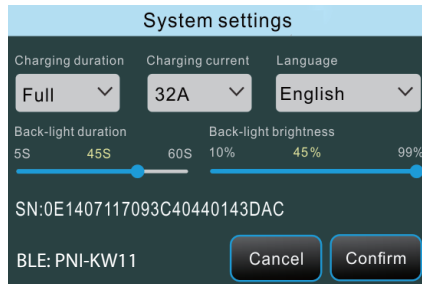 System settings
Charging duration Charging current Language
Full 32A English
Back-light duration Back-light brightness
5S 45S 60S 10% 45% 99%
SN:0E1407117093C40440143DAC
BLE: PNI-KW11 Cancel Confirm